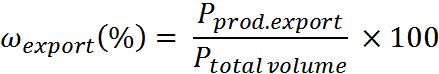 ω_export(%) = P_prod.export / P_total volume × 100